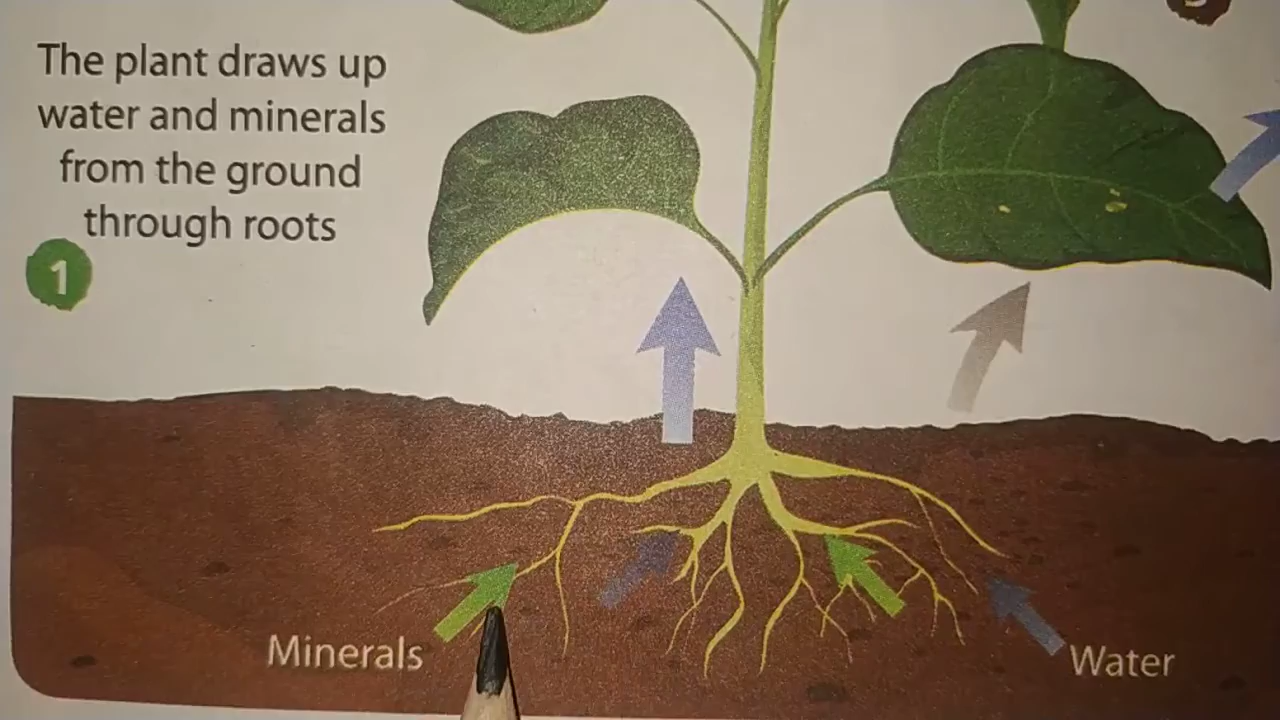 The plant draws up
water and minerals
from the ground
through roots
1
Minerals
Water